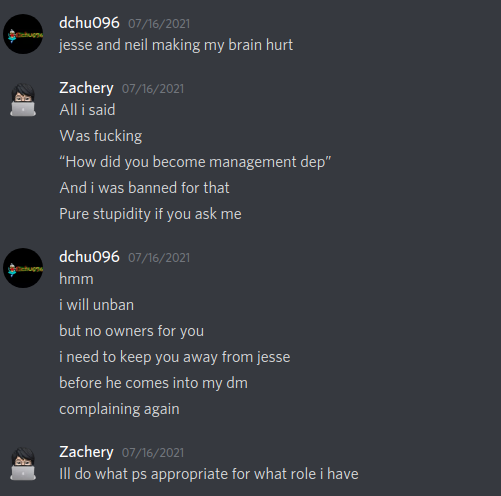 dchu096 07/16/2021
jesse and neil making my brain hurt
Zachery 07/16/2021
All i said
Was fucking
“How did you become management dep”
And i was banned for that
Pure stupidity if you ask me
dchu096 07/16/2021
hmm
i will unban
but no owners for you
i need to keep you away from jesse
before he comes into my dm
complaining again
Zachery 07/16/2021
Ill do what ps appropriate for what role i have